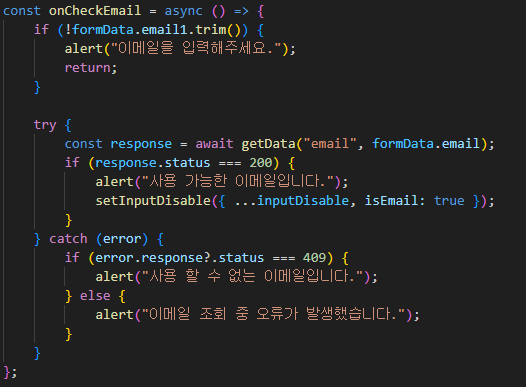 const onCheckEmail = async () => {
    if (!formData.email1.trim()) {
        alert("이메일을 입력해주세요.");
        return;
    }

    try {
        const response = await getData("email", formData.email);
        if (response.status === 200) {
            alert("사용 가능한 이메일입니다.");
            setInputDisable({ ...inputDisable, isEmail: true });
        }
    } catch (error) {
        if (error.response?.status === 409) {
            alert("사용 할 수 없는 이메일입니다.");
        } else {
            alert("이메일 조회 중 오류가 발생했습니다.");
        }
    }
};